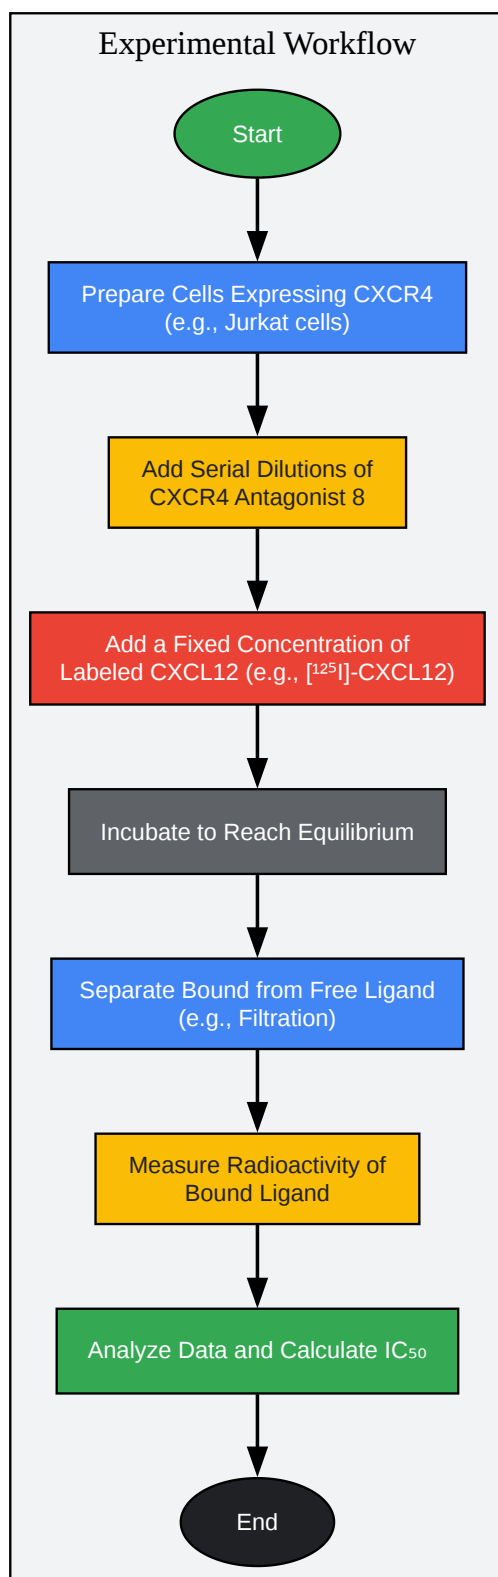 Experimental Workflow
Start
Prepare Cells Expressing CXCR4
(e.g., Jurkat cells)
Add Serial Dilutions of
CXCR4 Antagonist 8
Add a Fixed Concentration of
Labeled CXCL12 (e.g., [¹²⁵I]-CXCL12)
Incubate to Reach Equilibrium
Separate Bound from Free Ligand
(e.g., Filtration)
Measure Radioactivity of
Bound Ligand
Analyze Data and Calculate IC₅₀
End